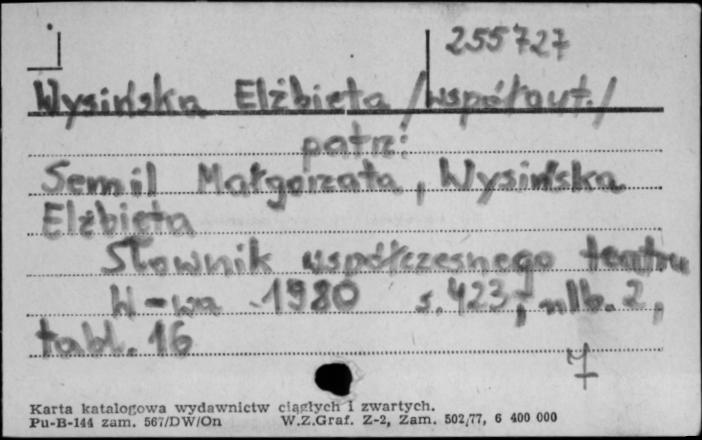 255727
Wysińska Elżbieta /współaut./
patrz:
Semil Małgorzata, Wysińska
Elżbieta
Słownik współczesnego teatru
W-wa 1980 s. 423, nlb. 2,
tabl. 16
Karta katalogowa wydawnictw ciągłych i zwartych.
Pu-B-144 zam. 567/DW/On W.Z.Graf. Z-2, Zam. 502/77, 6 400 000